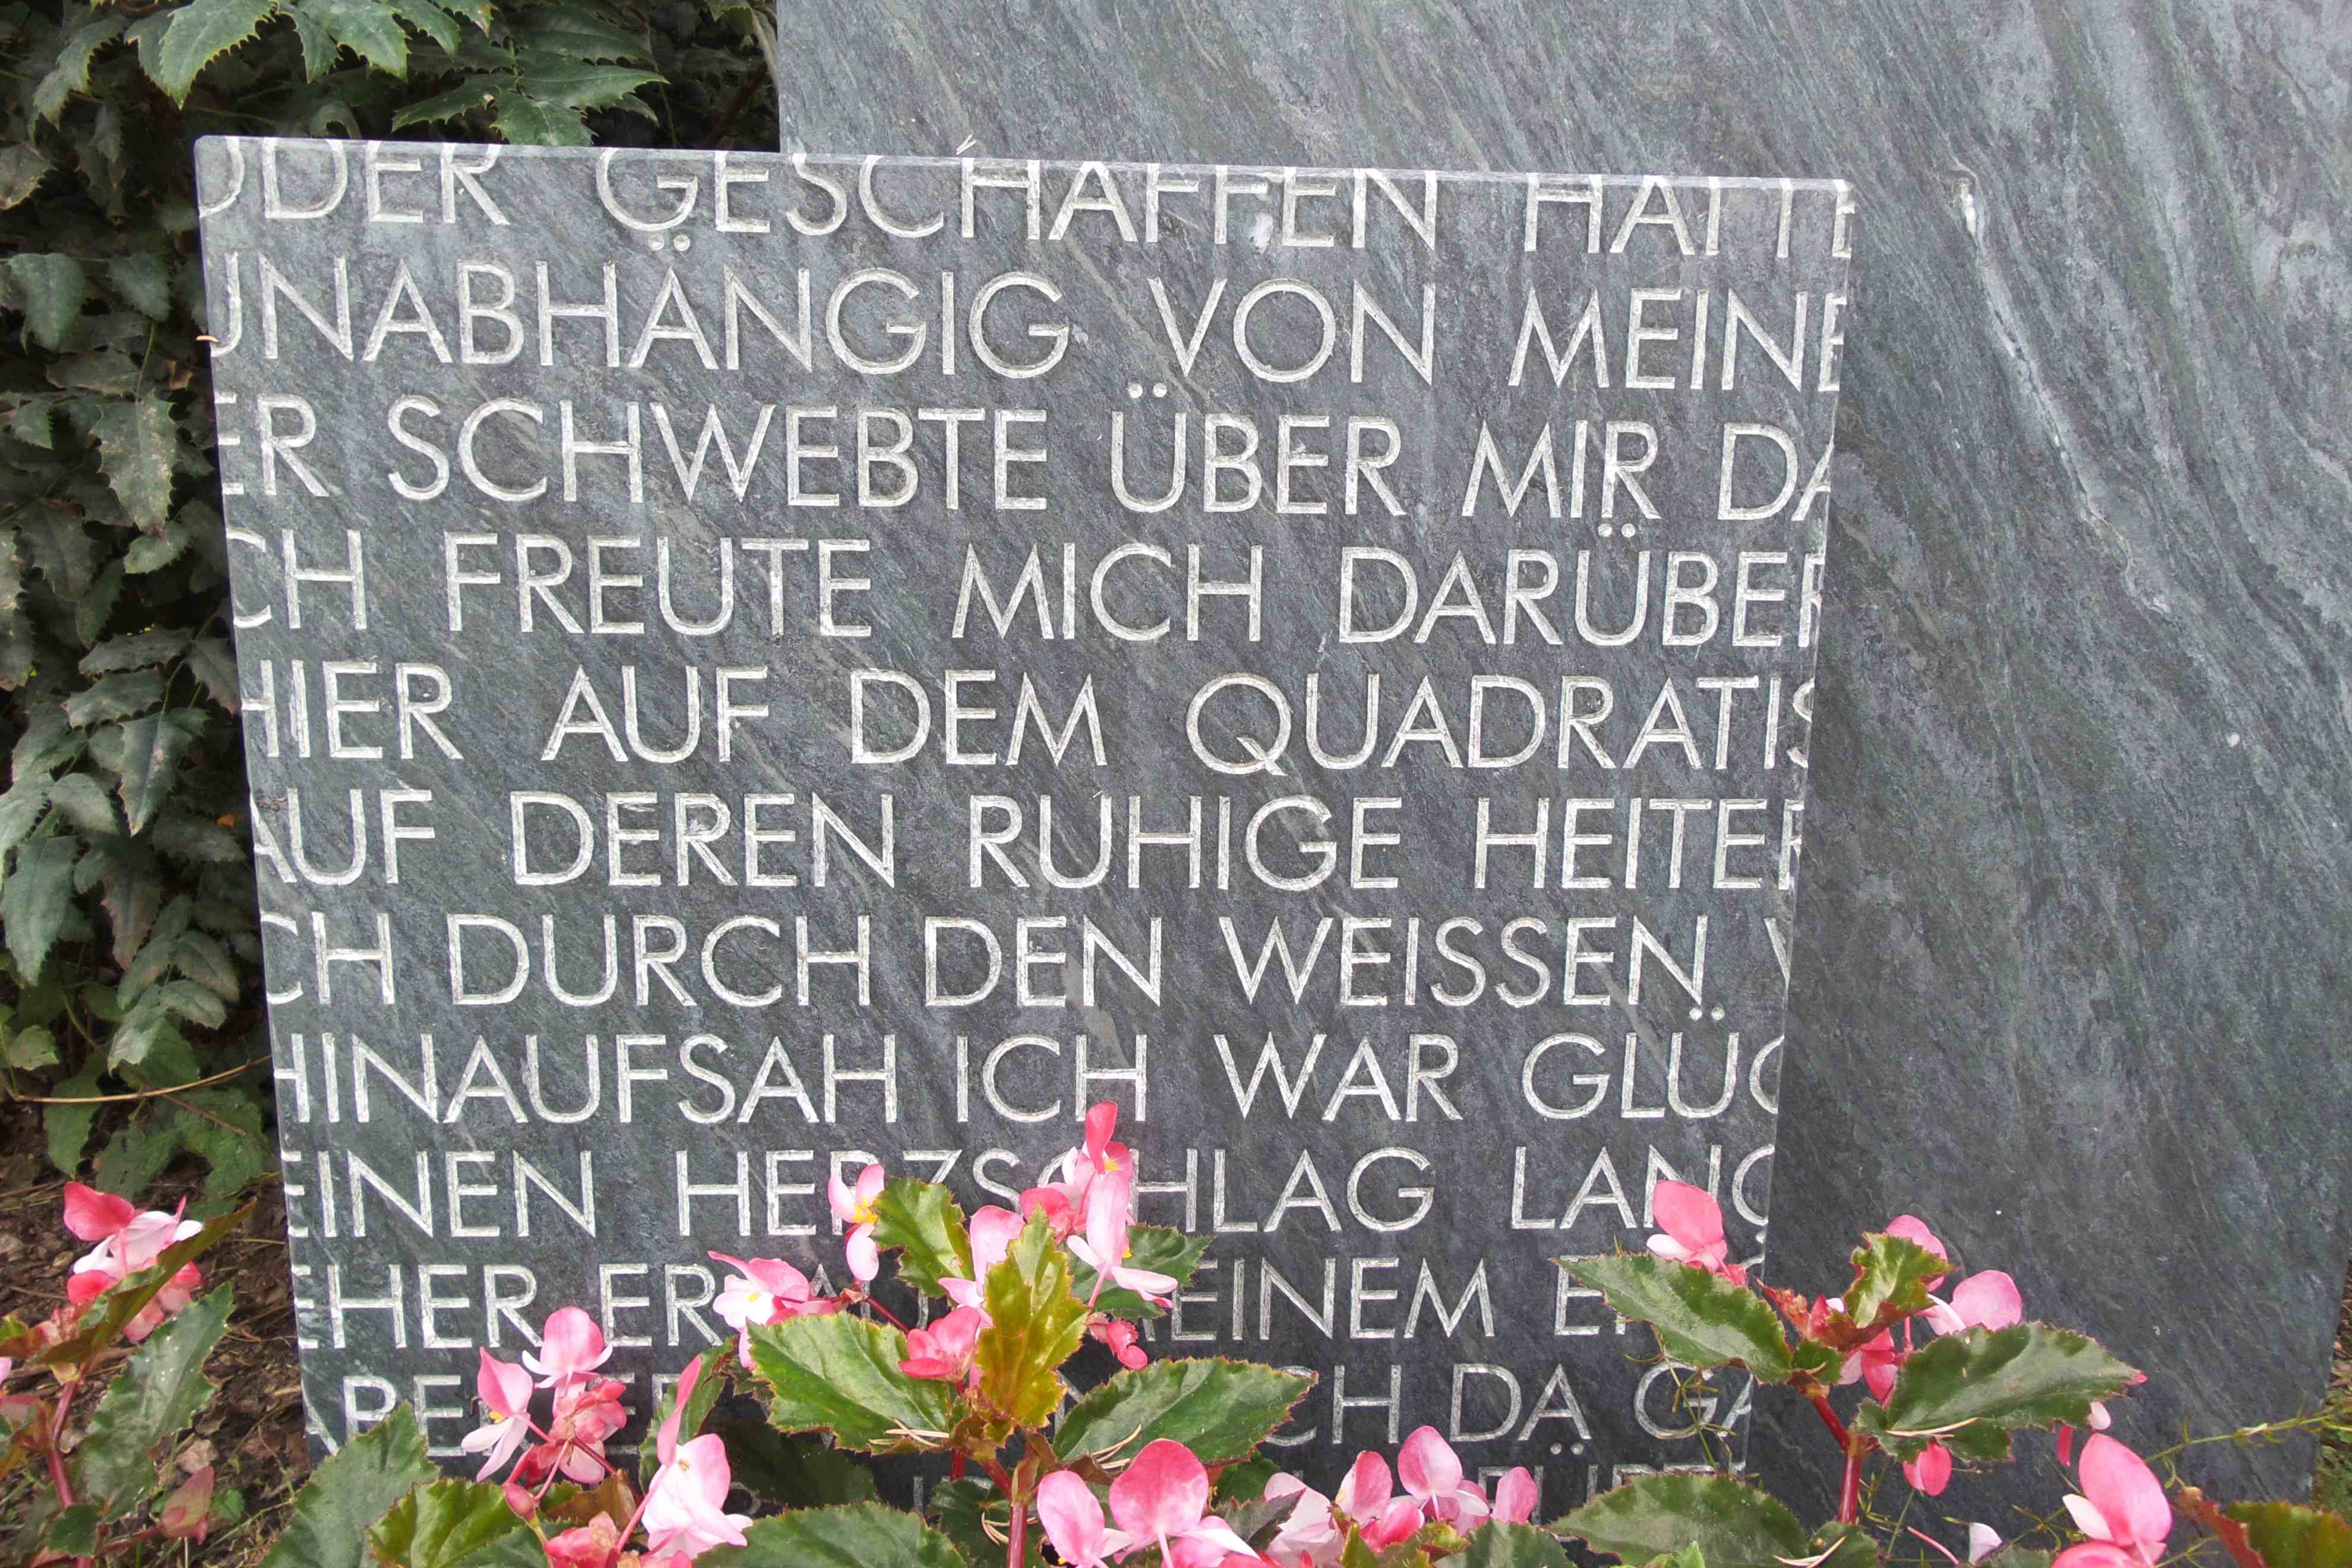 ODER GESCHAFFEN HATTE
UNABHÄNGIG VON MEINE
ER SCHWEBTE ÜBER MIR DA
CH FREUTE MICH DARÜBER
HIER AUF DEM QUADRATIS
AUF DEREN RUHIGE HEITER
CH DURCH DEN WEISSEN
HINAUFSAH ICH WAR GLÜC
EINEN HERZSCHLAG LANG
EHER EINEM
CH DA GA